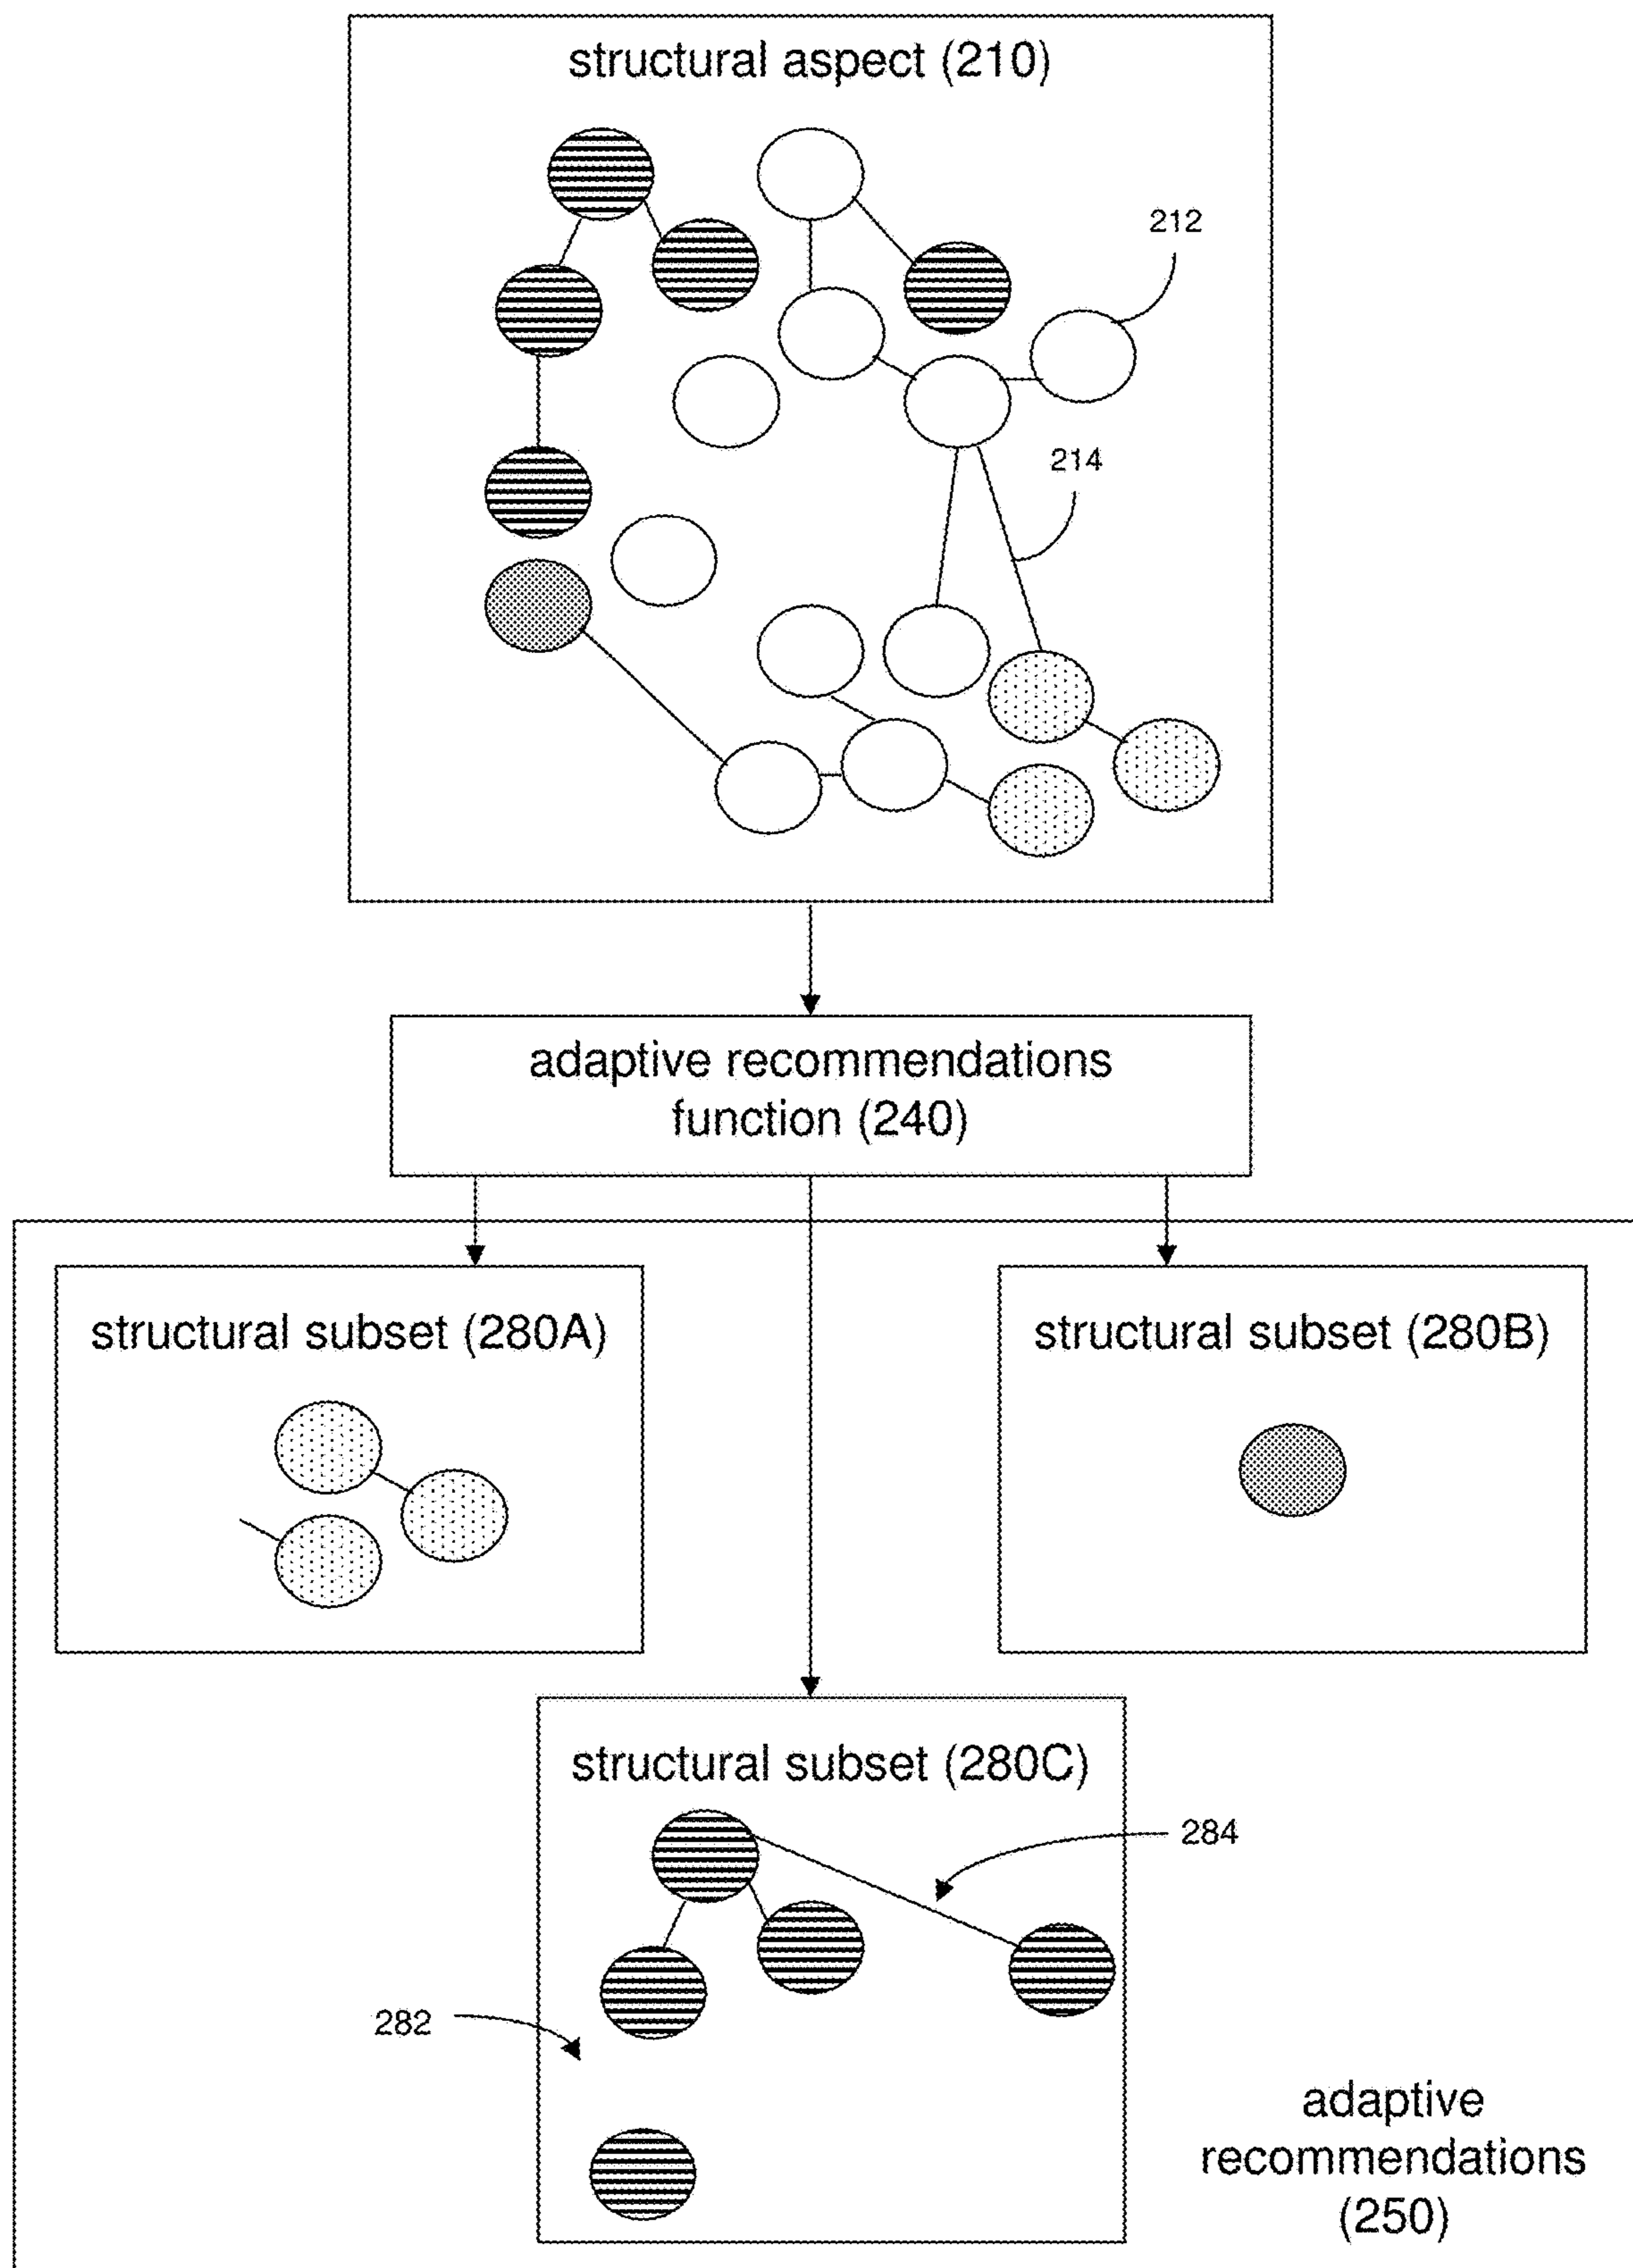 structural aspect (210)
212
214
adaptive recommendations
function (240)
structural subset (280A)
structural subset (280B)
structural subset (280C)
284
282
adaptive
recommendations
(250)